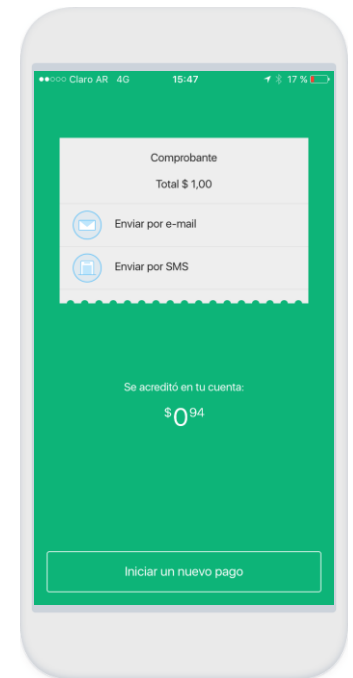 Claro AR 4G 15:47 17 %
Comprobante
Total $ 1,00
Enviar por e-mail
Enviar por SMS
Se acreditó en tu cuenta:
$094
Iniciar un nuevo pago